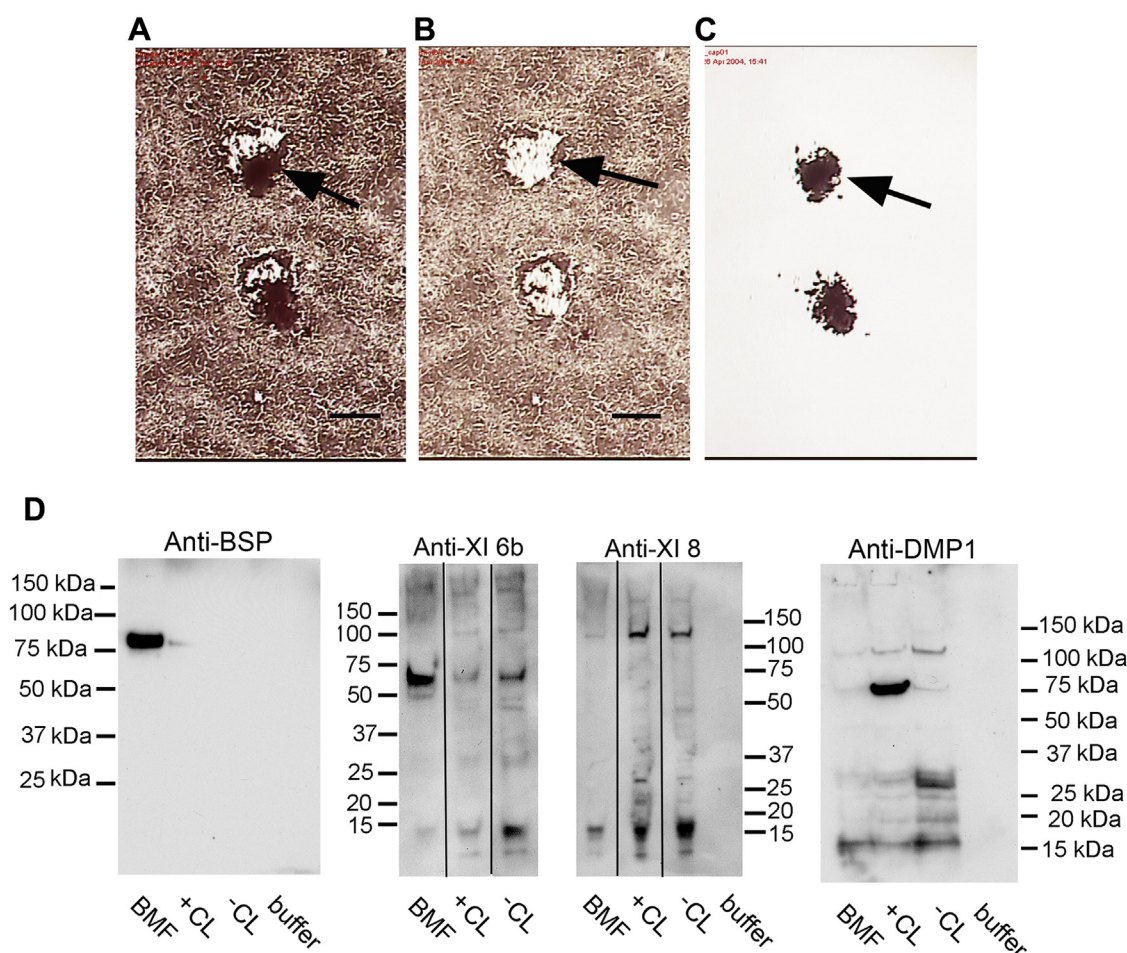 A
B
C
_cap01
26 Apr 2004, 15:41
D
Anti-BSP
150 kDa
100 kDa
75 kDa
50 kDa
37 kDa
25 kDa
BMF
+CL
-CL
buffer
Anti-XI 6b
150
100
75
50
37
25
20
15
BMF
+CL
-CL
Anti-XI 8
150
100
75
50
37
25
20
15
BMF
+CL
-CL
buffer
Anti-DMP1
150 kDa
100 kDa
75 kDa
50 kDa
37 kDa
25 kDa
20 kDa
15 kDa
BMF
+CL
-CL
buffer